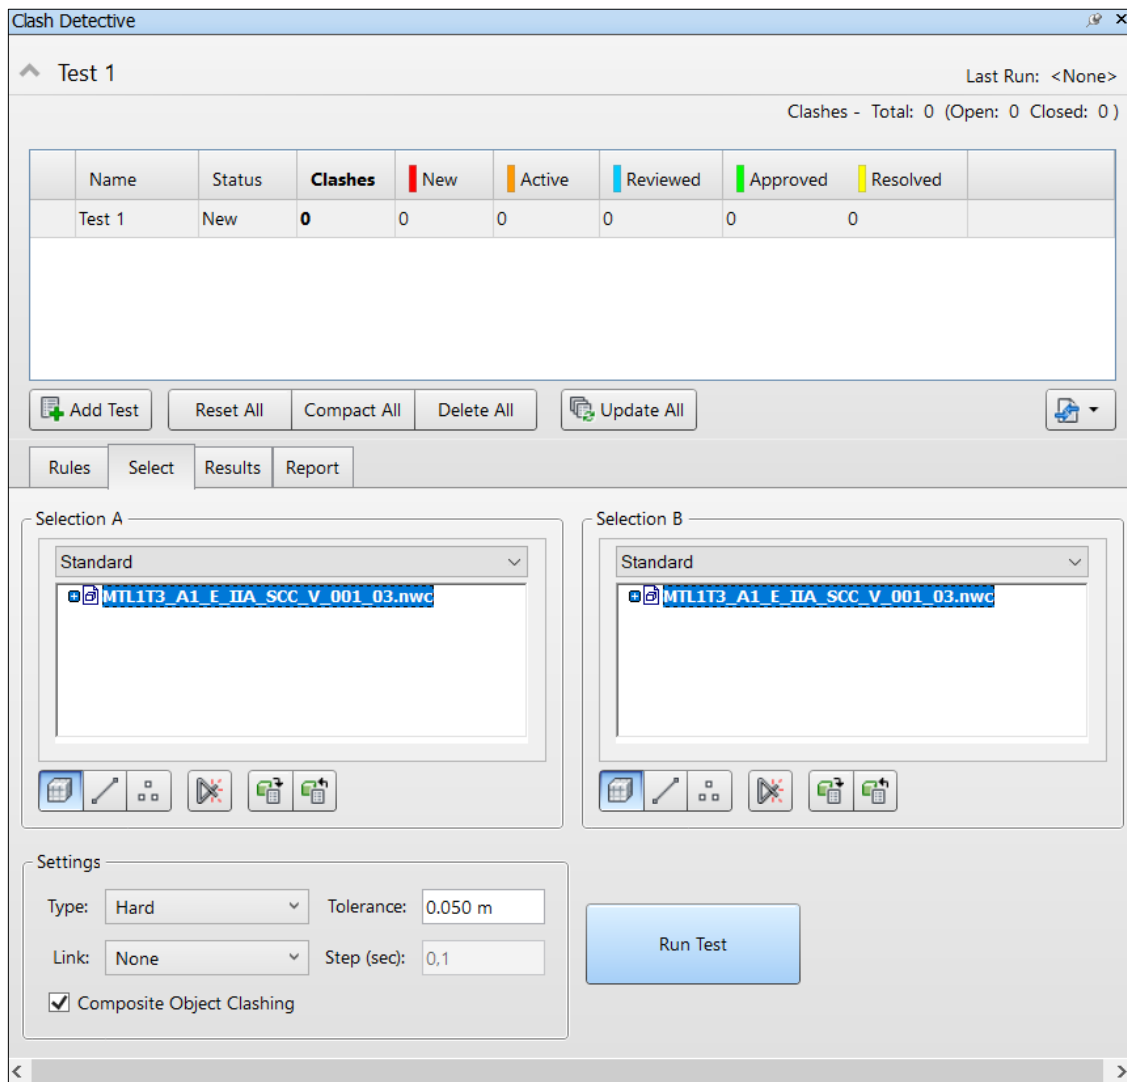 Clash Detective
Test 1
Last Run: <None>
Clashes - Total: 0 (Open: 0 Closed: 0 )
Name Status Clashes New Active Reviewed Approved Resolved
Test 1 New 0 0 0 0 0 0
Add Test Reset All Compact All Delete All Update All
Rules Select Results Report
Selection A
Standard
MTL1T3_A1_E_IIA_SCC_V_001_03.nwc
Selection B
Standard
MTL1T3_A1_E_IIA_SCC_V_001_03.nwc
Settings
Type: Hard Tolerance: 0.050 m
Link: None Step (sec): 0,1
Composite Object Clashing
Run Test